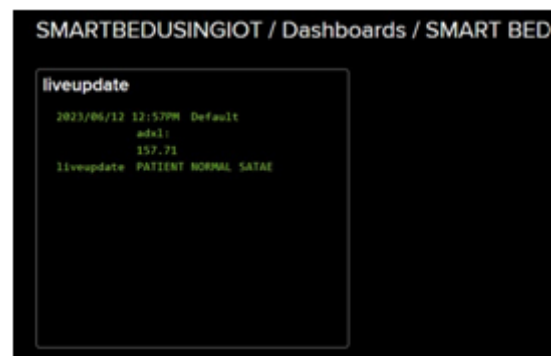 SMARTBEDUSINGIOT / Dashboards / SMART BED
liveupdate
2023/06/12 12:57PM Default
adxl:
157.71
liveupdate PATIENT NORMAL SATAE